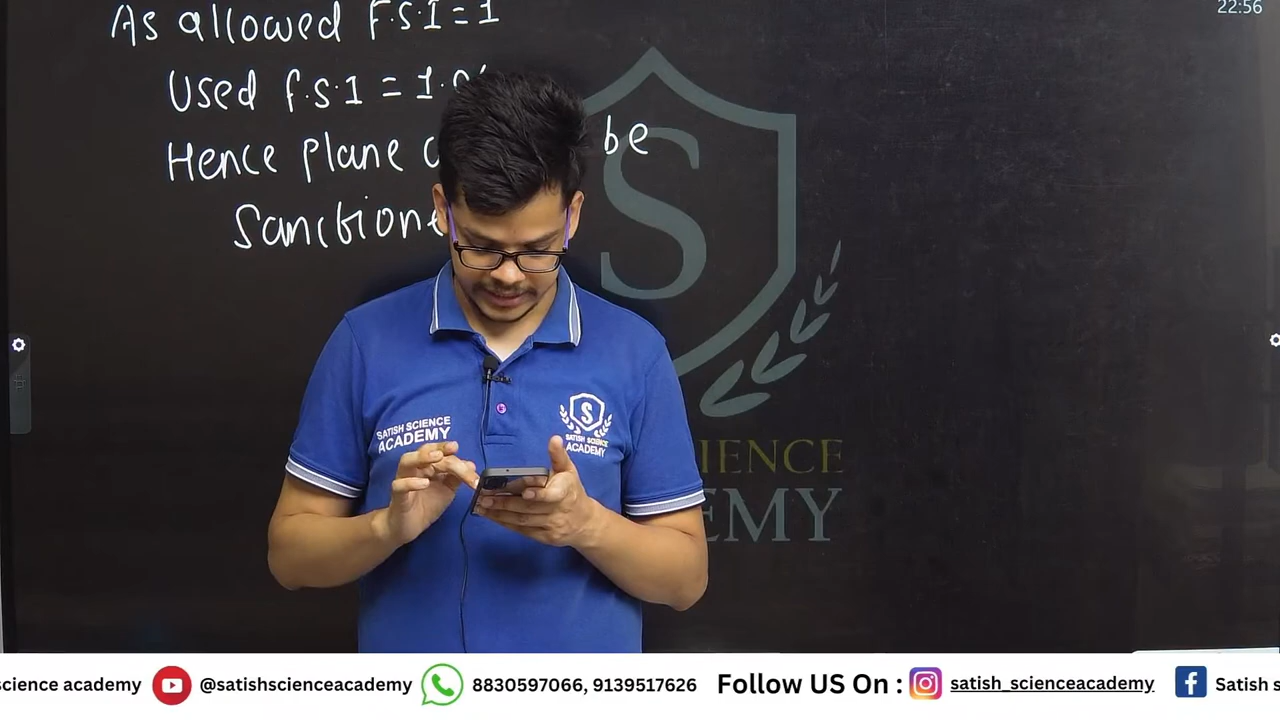 22:56
As allowed F.S.I = 1
Used f.s.1 = 1.0
Hence plane be
Sanctione
S
SATISH SCIENCE
ACADEMY
S
SATISH SCIENCE
ACADEMY
IENCE
EMY
science academy @satishscienceacademy 8830597066, 9139517626 Follow US On : satish_scienceacademy Satish s